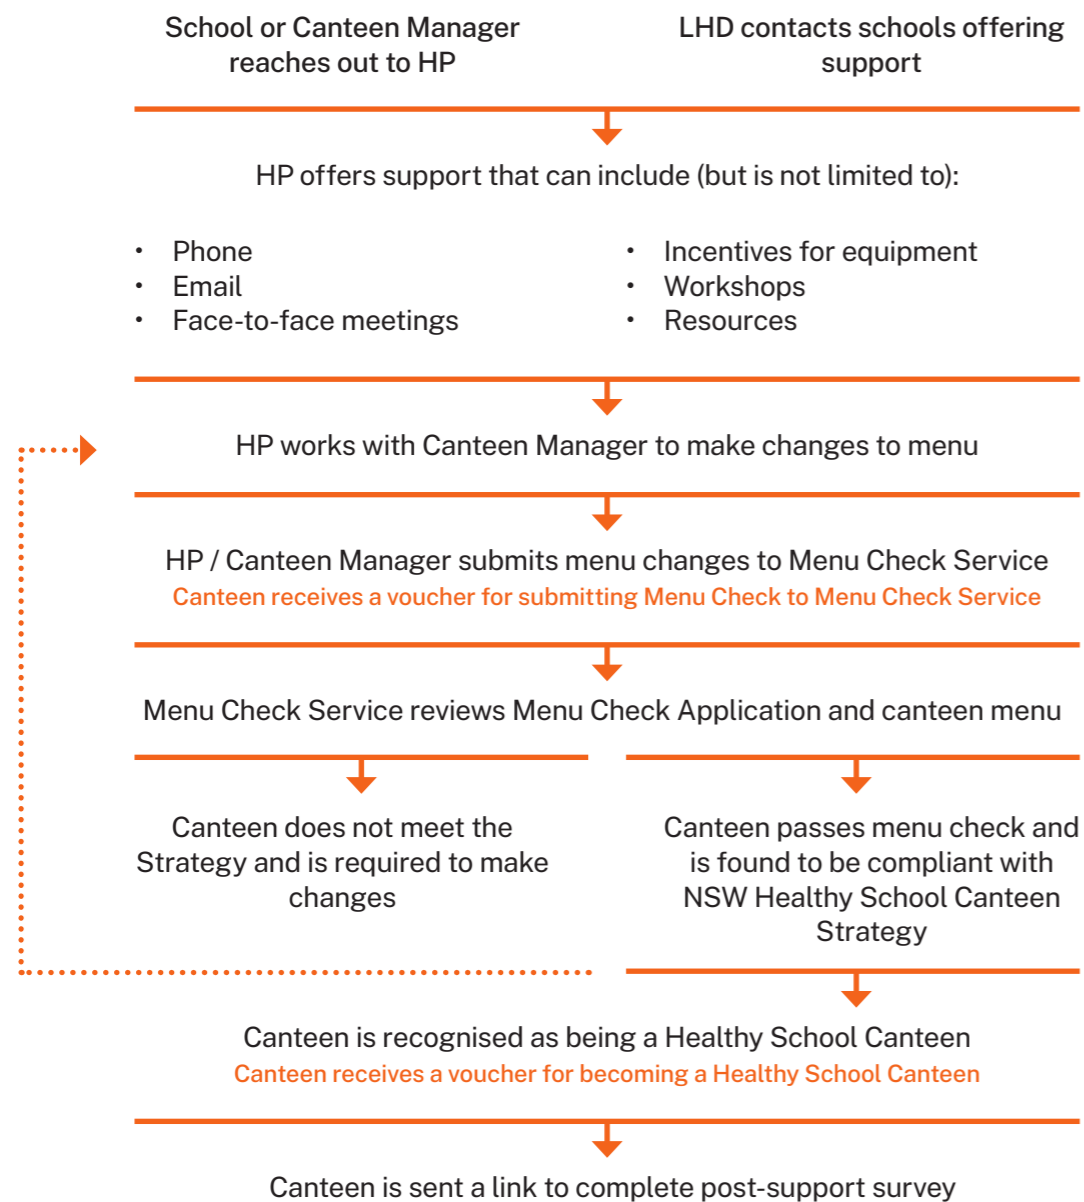 School or Canteen Manager
reaches out to HP
LHD contacts schools offering
support
HP offers support that can include (but is not limited to):
• Phone
• Email
• Face-to-face meetings
• Incentives for equipment
• Workshops
• Resources
HP works with Canteen Manager to make changes to menu
HP / Canteen Manager submits menu changes to Menu Check Service
Canteen receives a voucher for submitting Menu Check to Menu Check Service
Menu Check Service reviews Menu Check Application and canteen menu
Canteen does not meet the
Strategy and is required to make
changes
Canteen passes menu check and
is found to be compliant with
NSW Healthy School Canteen
Strategy
Canteen is recognised as being a Healthy School Canteen
Canteen receives a voucher for becoming a Healthy School Canteen
Canteen is sent a link to complete post-support survey